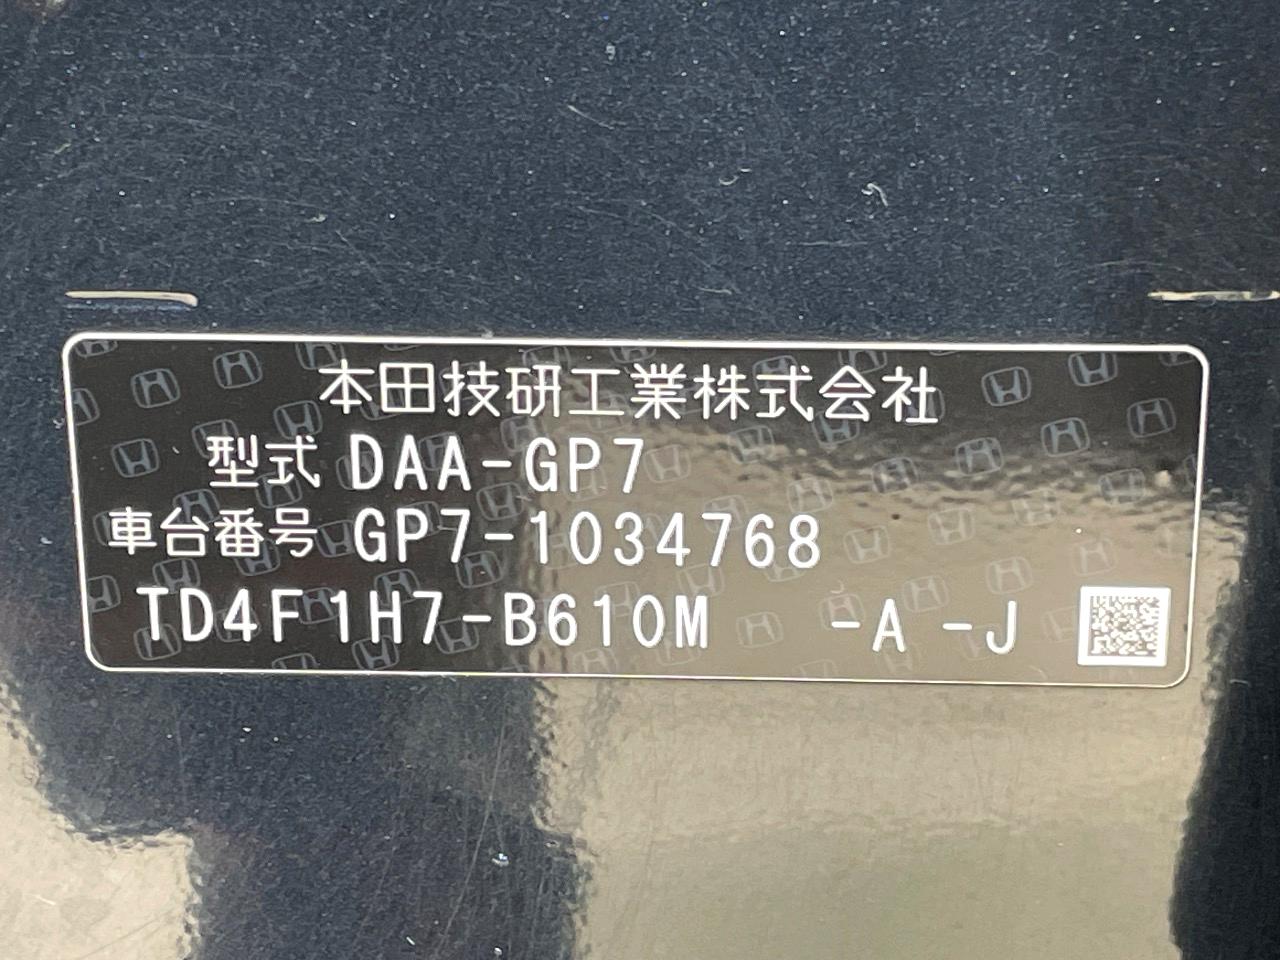 本田技研工業株式会社
型式 DAA-GP7
車台番号 GP7-1034768
TD4F1H7-B610M -A -J